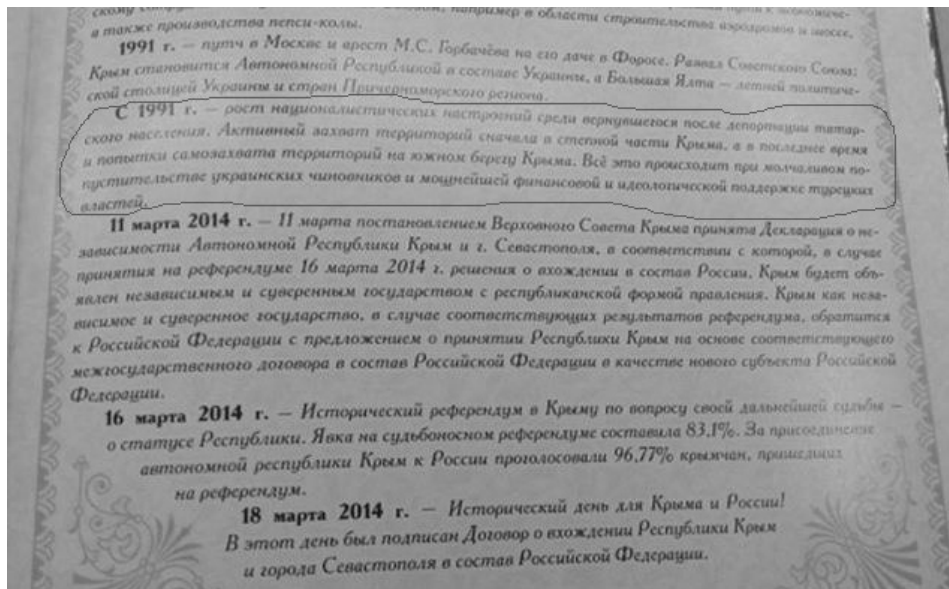 а также производства пепси-колы.
1991 г. — путч в Москве и арест М.С. Горбачёва на его даче в Форосе. Развал Советского Союза;
Крым становится Автономной Республикой в составе Украины, а Большая Ялта — летней политиче-
ской столицей Украины и стран Причерноморского региона.
С 1991 г. — рост националистических настроений среди вернувшегося после депортации татар-
ского населения. Активный захват территорий сначала в степной части Крыма, а в последнее время
и попытки самозахвата территорий на южном берегу Крыма. Всё это происходит при молчаливом по-
пустительстве украинских чиновников и мощнейшей финансовой и идеологической поддержке турецких
властей.
11 марта 2014 г. — 11 марта постановлением Верховного Совета Крыма принята Декларация о не-
зависимости Автономной Республики Крым и г. Севастополя, в соответствии с которой, в случае
принятия на референдуме 16 марта 2014 г. решения о вхождении в состав России, Крым будет объ-
явлен независимым и суверенным государством с республиканской формой правления. Крым как неза-
висимое и суверенное государство, в случае соответствующих результатов референдума, обратится
к Российской Федерации с предложением о принятии Республики Крым на основе соответствующего
межгосударственного договора в состав Российской Федерации в качестве нового субъекта Российской
Федерации.
16 марта 2014 г. — Исторический референдум в Крыму по вопросу своей дальнейшей судьбы —
о статусе Республики. Явка на судьбоносном референдуме составила 83,1%. За присоединение
автономной республики Крым к России проголосовали 96,77% крымчан, пришедших
на референдум.
18 марта 2014 г. — Исторический день для Крыма и России!
В этот день был подписан Договор о вхождении Республики Крым
и города Севастополя в состав Российской Федерации.